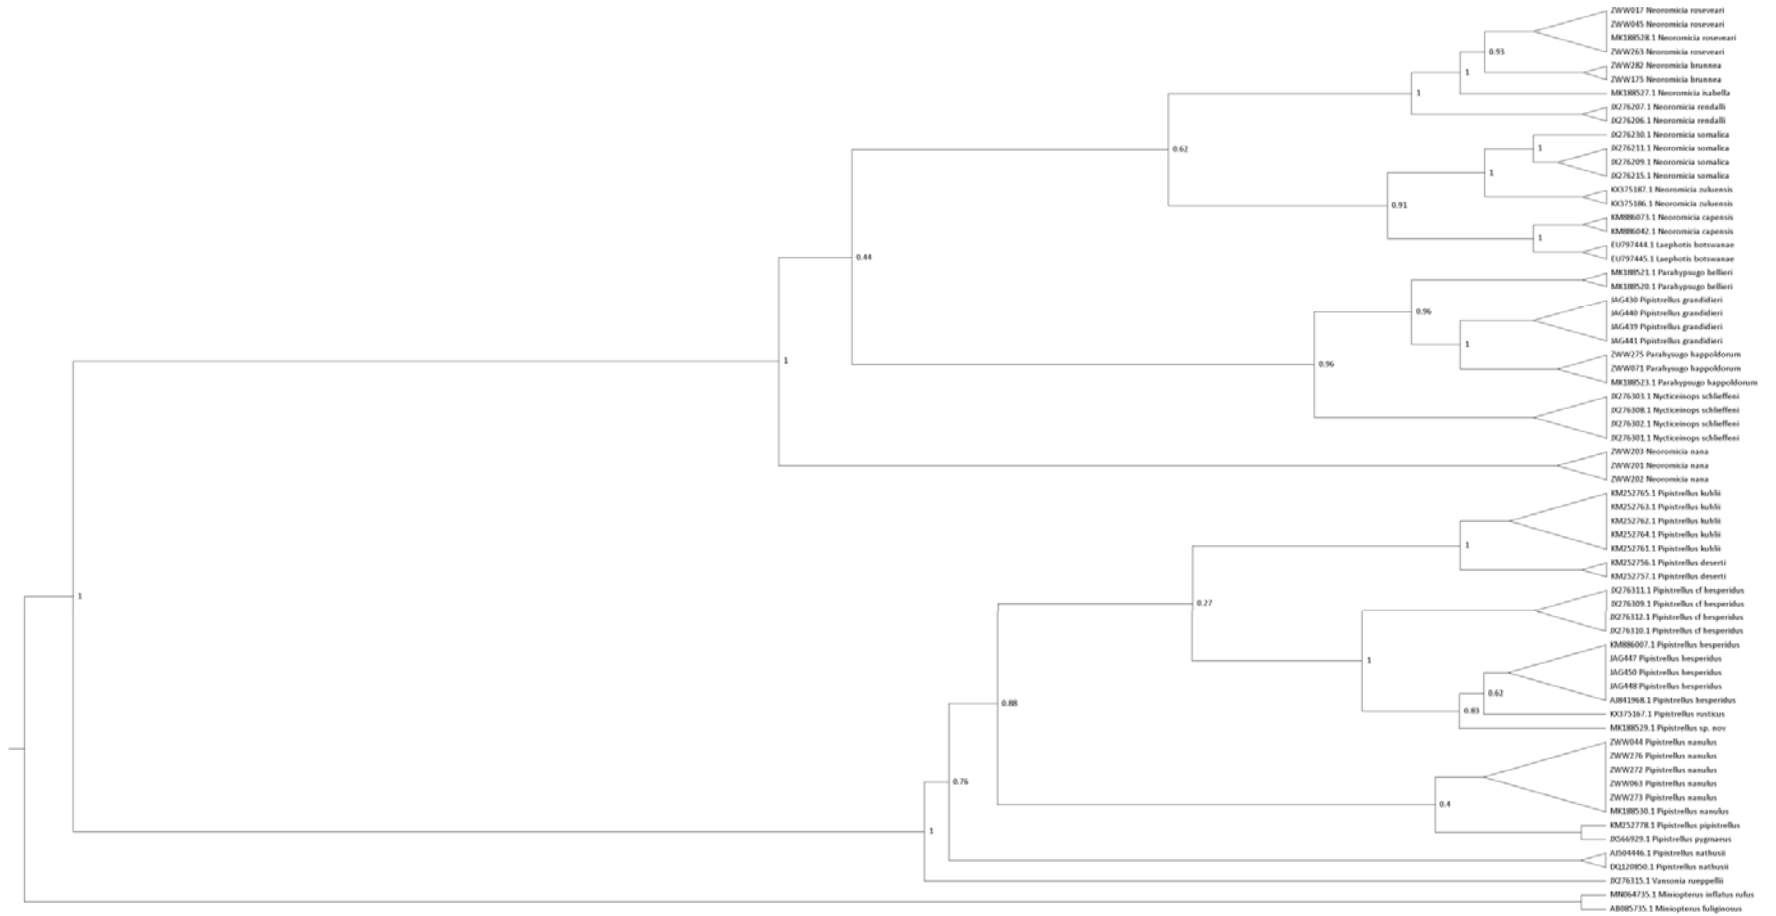 ZWW017 Neoromicia roseveari
ZWW045 Neoromicia roseveari
MK188528.1 Neoromicia roseveari
ZWW263 Neoromicia roseveari
0.93
ZWW282 Neoromicia brunnea
1
ZWW175 Neoromicia brunnea
1
MK188527.1 Neoromicia isabella
JX276207.1 Neoromicia rendalli
JX276206.1 Neoromicia rendalli
JX276230.1 Neoromicia somalica
0.62
1
JX276211.1 Neoromicia somalica
JX276209.1 Neoromicia somalica
1
JX276215.1 Neoromicia somalica
KX375187.1 Neoromicia zuluensis
0.91
KX375186.1 Neoromicia zuluensis
KM886073.1 Neoromicia capensis
KM886042.1 Neoromicia capensis
1
EU797444.1 Laephotis botswanae
0.44
EU797445.1 Laephotis botswanae
MK188521.1 Parahypsugo bellieri
MK188520.1 Parahypsugo bellieri
JAG430 Pipistrellus grandidieri
0.96
JAG440 Pipistrellus grandidieri
JAG439 Pipistrellus grandidieri
1
JAG441 Pipistrellus grandidieri
1
ZWW275 Parahysugo happoldorum
0.96
ZWW071 Parahysugo happoldorum
MK188523.1 Parahypsugo happoldorum
JX276303.1 Nycticeinops schlieffeni
JX276308.1 Nycticeinops schlieffeni
JX276302.1 Nycticeinops schlieffeni
JX276301.1 Nycticeinops schlieffeni
ZWW203 Neoromicia nana
ZWW201 Neoromicia nana
ZWW202 Neoromicia nana
KM252765.1 Pipistrellus kuhlii
KM252763.1 Pipistrellus kuhlii
KM252762.1 Pipistrellus kuhlii
KM252764.1 Pipistrellus kuhlii
1
KM252761.1 Pipistrellus kuhlii
KM252756.1 Pipistrellus deserti
KM252757.1 Pipistrellus deserti
JX276311.1 Pipistrellus cf hesperidus
1
0.27
JX276309.1 Pipistrellus cf hesperidus
JX276312.1 Pipistrellus cf hesperidus
JX276310.1 Pipistrellus cf hesperidus
KM886007.1 Pipistrellus hesperidus
1
JAG447 Pipistrellus hesperidus
JAG450 Pipistrellus hesperidus
JAG448 Pipistrellus hesperidus
0.62
AJ841968.1 Pipistrellus hesperidus
0.88
0.83
KX375167.1 Pipistrellus rusticus
MK188529.1 Pipistrellus sp. nov
ZWW044 Pipistrellus nanulus
ZWW276 Pipistrellus nanulus
ZWW272 Pipistrellus nanulus
0.76
ZWW063 Pipistrellus nanulus
ZWW273 Pipistrellus nanulus
0.4
MK188530.1 Pipistrellus nanulus
KM252778.1 Pipistrellus pipistrellus
1
JX566929.1 Pipistrellus pygmaeus
AJ504446.1 Pipistrellus nathusii
DQ120850.1 Pipistrellus nathusii
JX276315.1 Vansonia rueppellii
MN064735.1 Miniopterus inflatus rufus
AB085735.1 Miniopterus fuliginosus